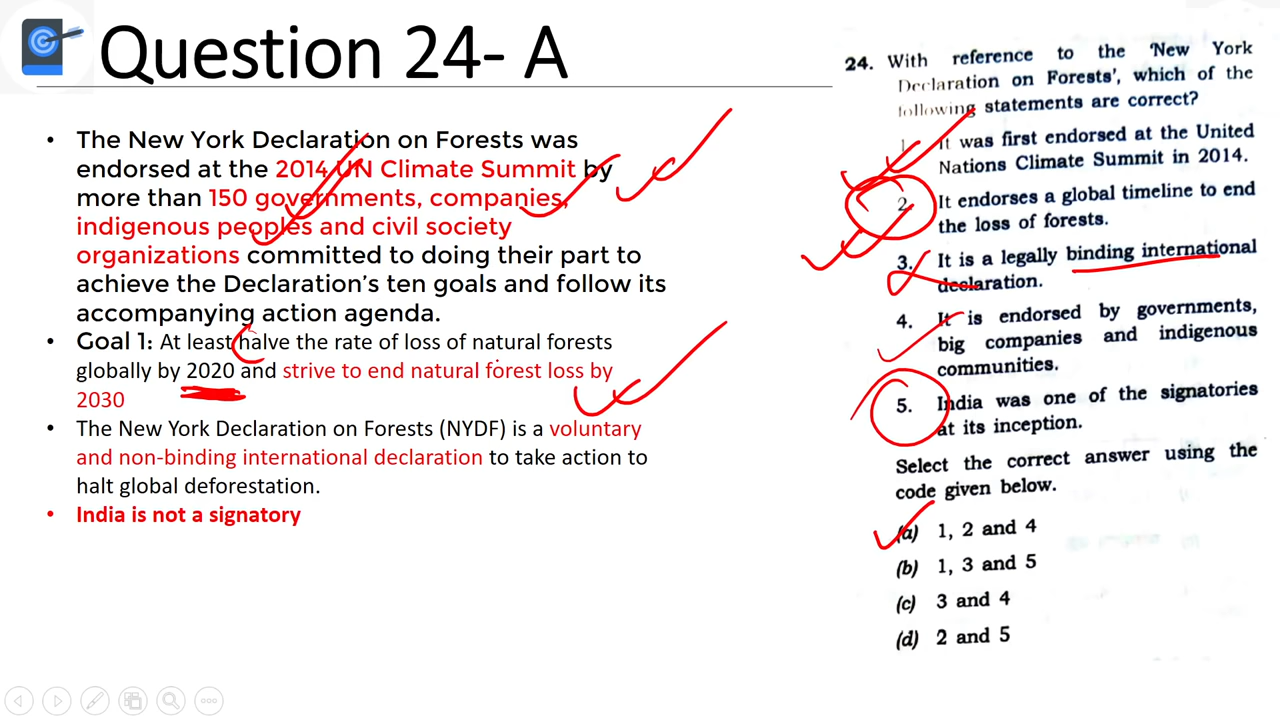 Question 24- A
• The New York Declaration on Forests was
endorsed at the 2014 UN Climate Summit by
more than 150 governments, companies,
indigenous peoples and civil society
organizations committed to doing their part to
achieve the Declaration's ten goals and follow its
accompanying action agenda.
• Goal 1: At least halve the rate of loss of natural forests
globally by 2020 and strive to end natural forest loss by
2030
• The New York Declaration on Forests (NYDF) is a voluntary
and non-binding international declaration to take action to
halt global deforestation.
• India is not a signatory
24. With reference to the 'New York
Declaration on Forests', which of the
following statements are correct?
1. It was first endorsed at the United
Nations Climate Summit in 2014.
2. It endorses a global timeline to end
the loss of forests.
3. It is a legally binding international
declaration.
4. It is endorsed by governments,
big companies and indigenous
communities.
5. India was one of the signatories
at its inception.
Select the correct answer using the
code given below.
(a) 1, 2 and 4
(b) 1, 3 and 5
(c) 3 and 4
(d) 2 and 5